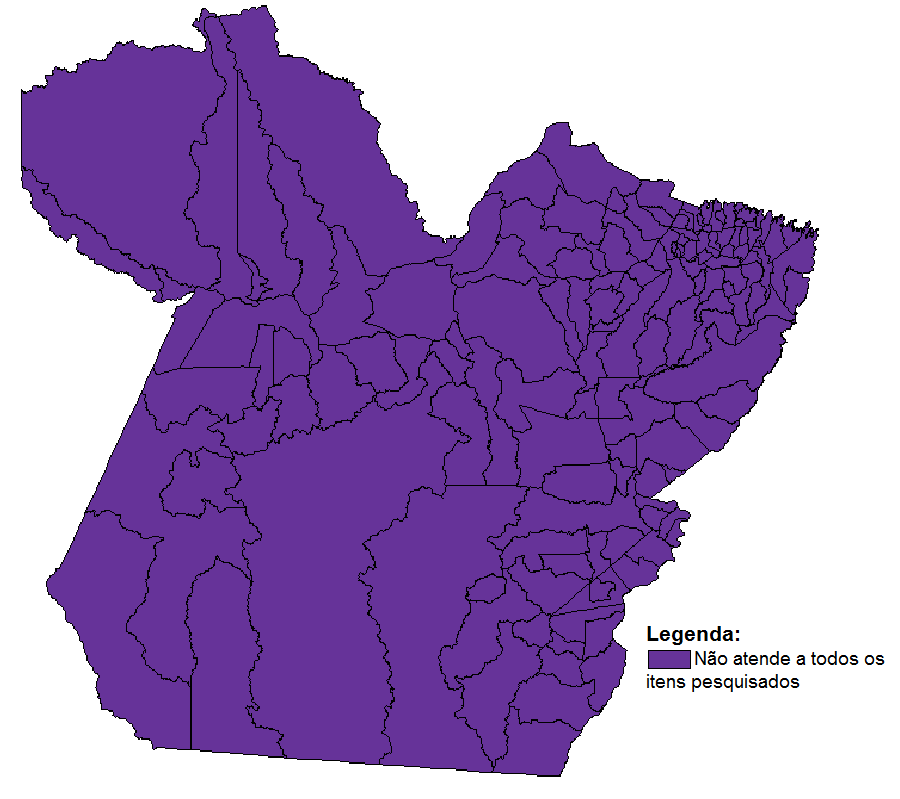 Legenda:
Não atende a todos os
itens pesquisados